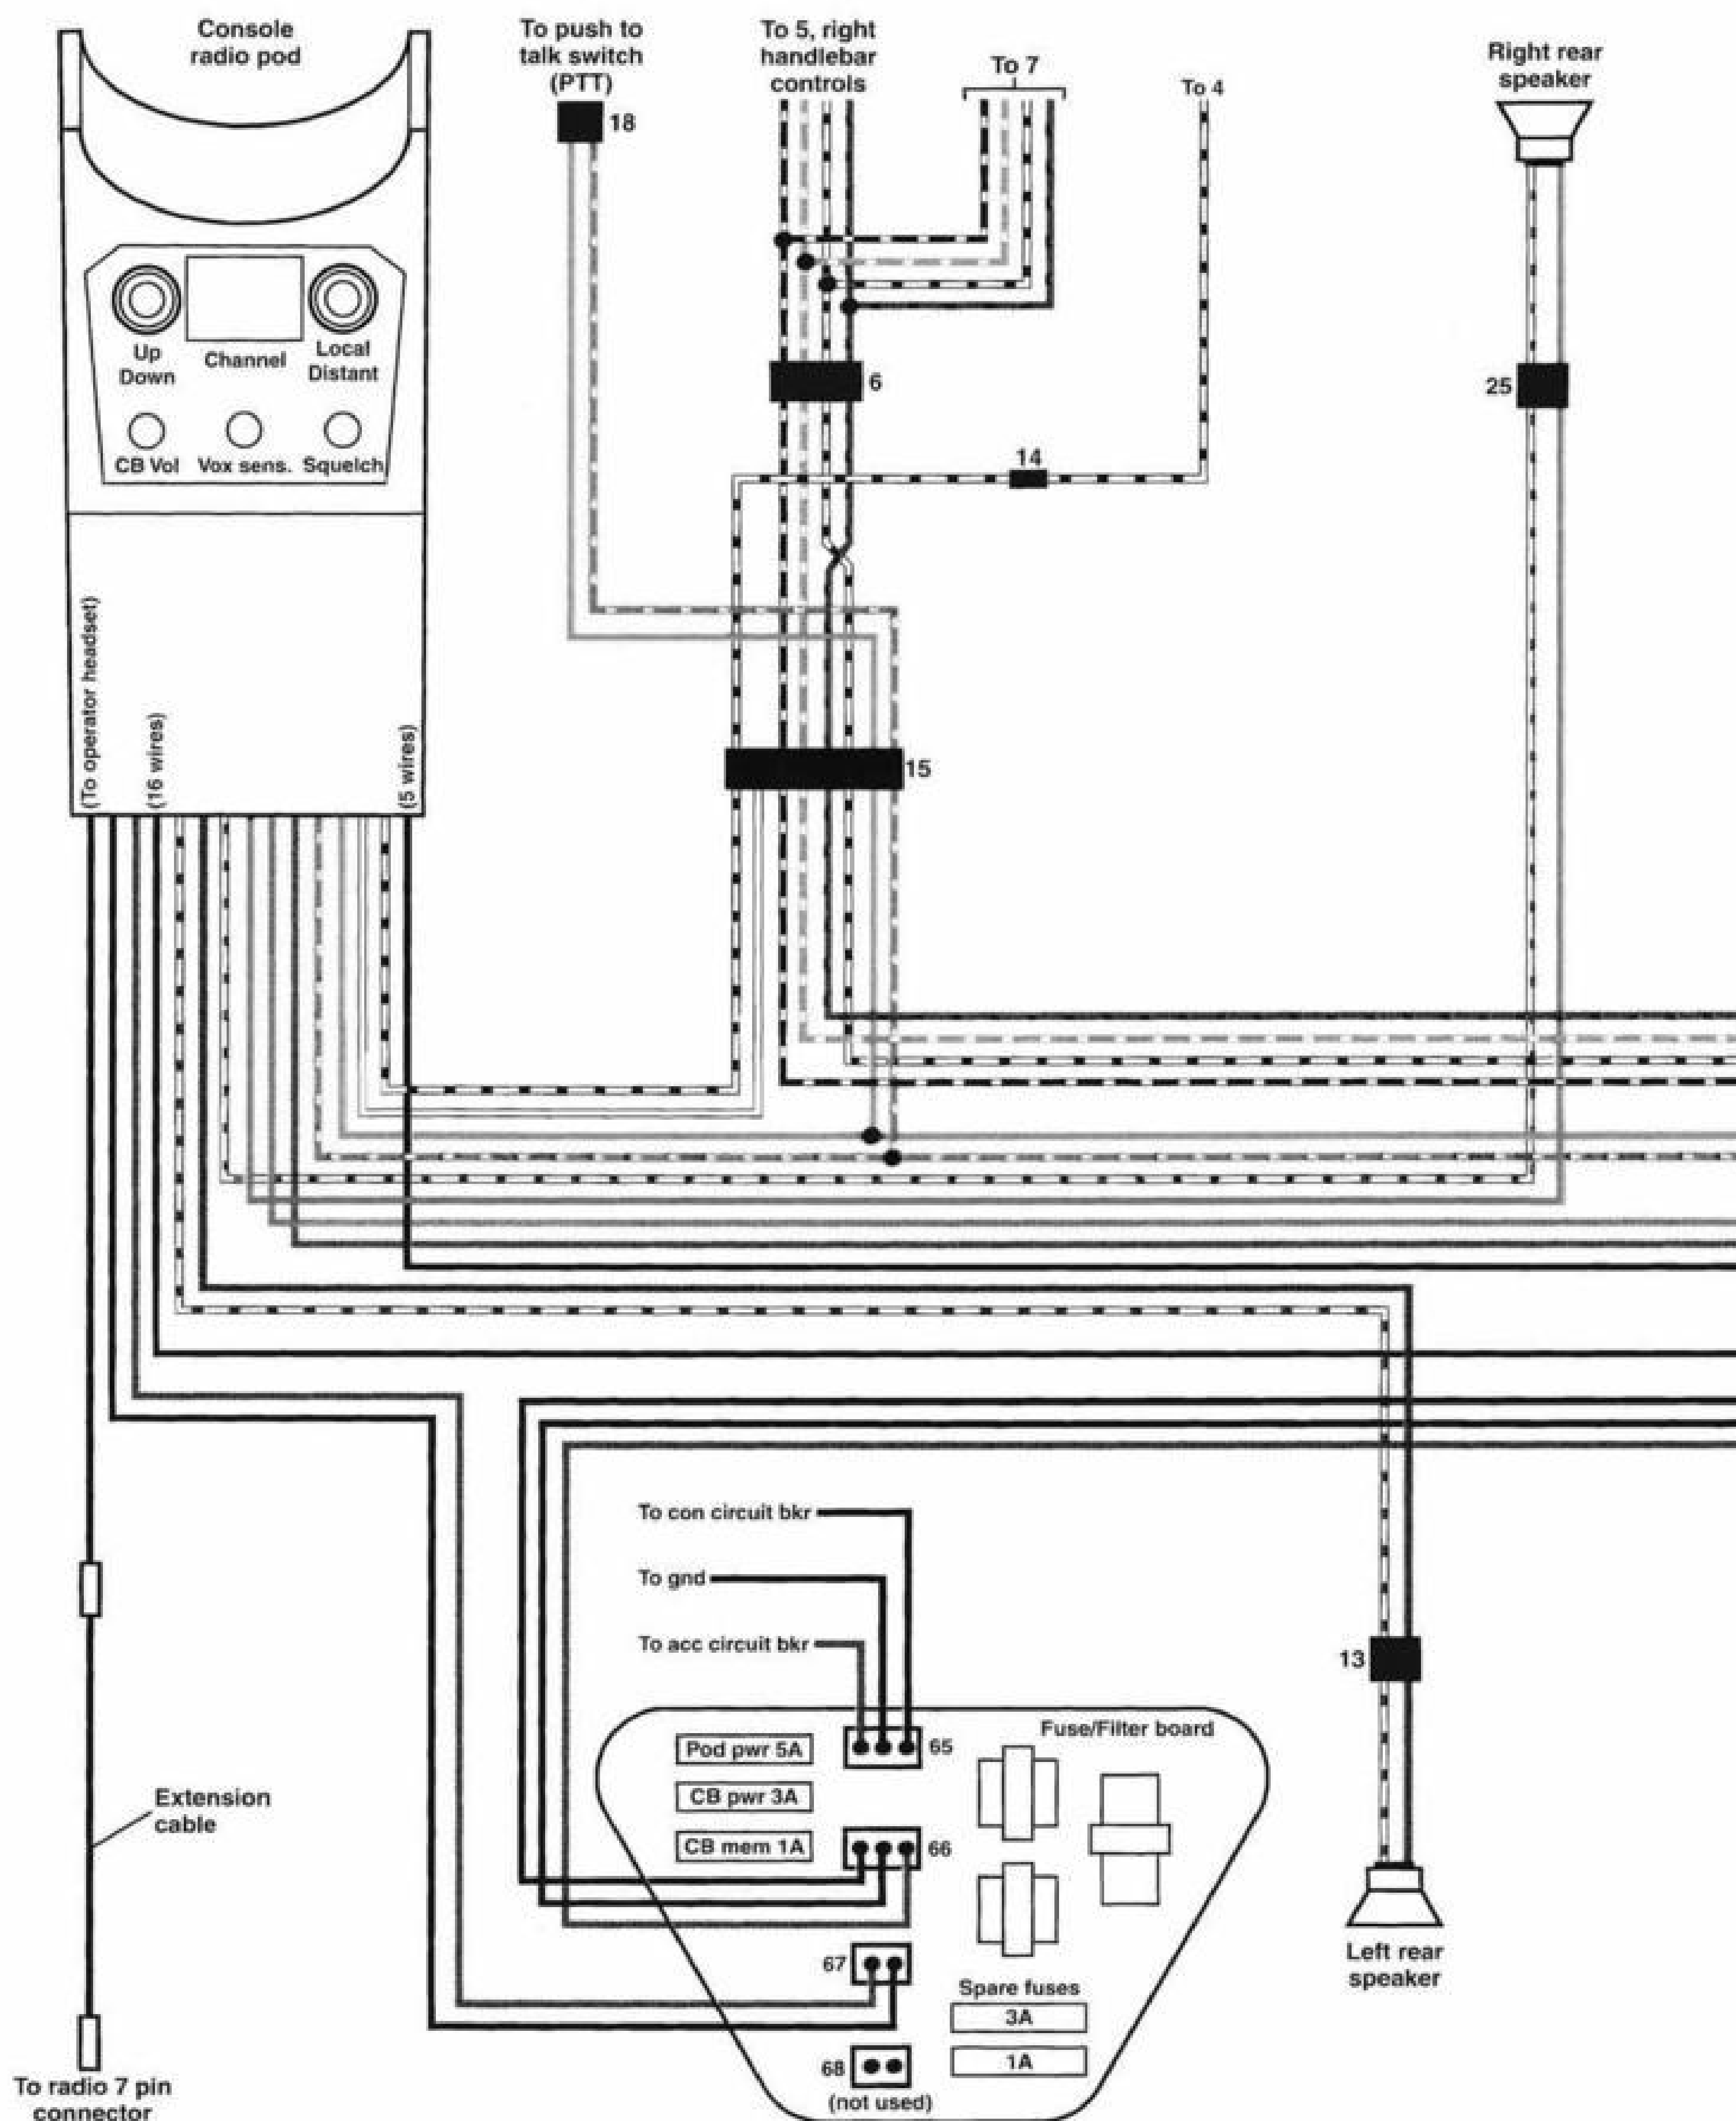 Console
radio pod
To push to
talk switch
(PTT)
18
To 5, right
handlebar
controls
To 7
To 4
Right rear
speaker
Up
Down
Channel
Local
Distant
CB Vol
Vox sens.
Squelch
6
25
14
15
(To operator headset)
(16 wires)
(5 wires)
To con circuit bkr
To gnd
To acc circuit bkr
13
Fuse/Filter board
Pod pwr 5A
65
CB pwr 3A
CB mem 1A
66
Extension
cable
67
Left rear
speaker
Spare fuses
3A
1A
68
(not used)
To radio 7 pin
connector